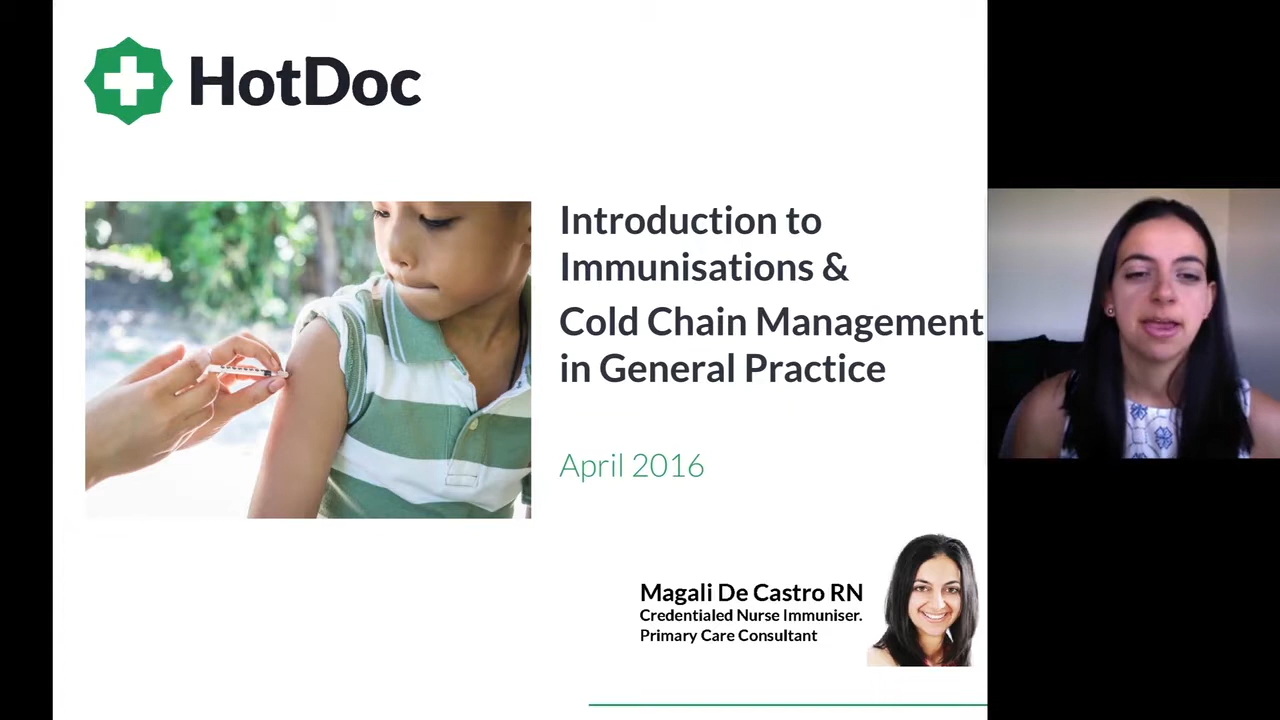 HotDoc
Introduction to
Immunisations &
Cold Chain Management
in General Practice
April 2016
Magali De Castro RN
Credentialed Nurse Immuniser.
Primary Care Consultant